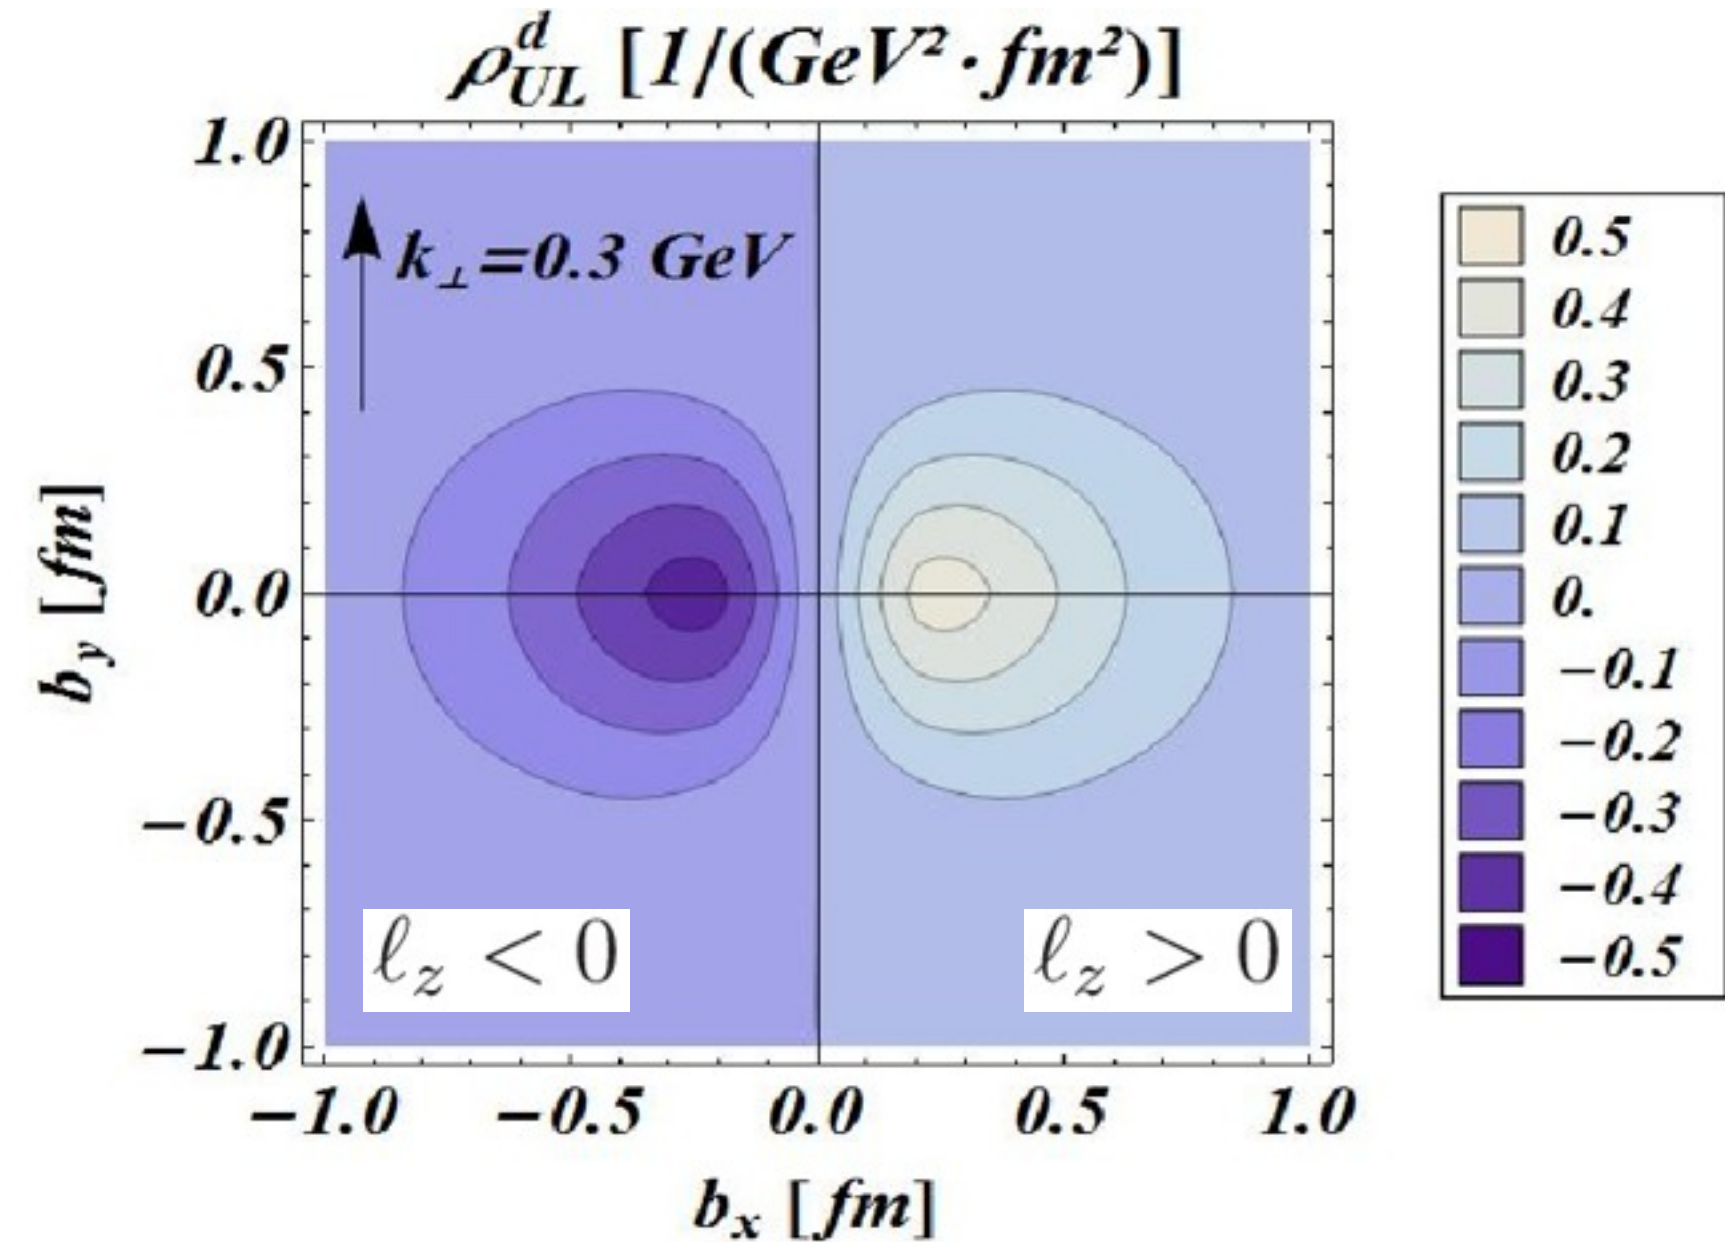 ρ^d_UL [1/(GeV²·fm²)]
1.0
k⊥=0.3 GeV
0.5
0.0
−0.5
−1.0
b_y [fm]
ℓ_z < 0
ℓ_z > 0
−1.0 −0.5 0.0 0.5 1.0
b_x [fm]
0.5
0.4
0.3
0.2
0.1
0.
−0.1
−0.2
−0.3
−0.4
−0.5